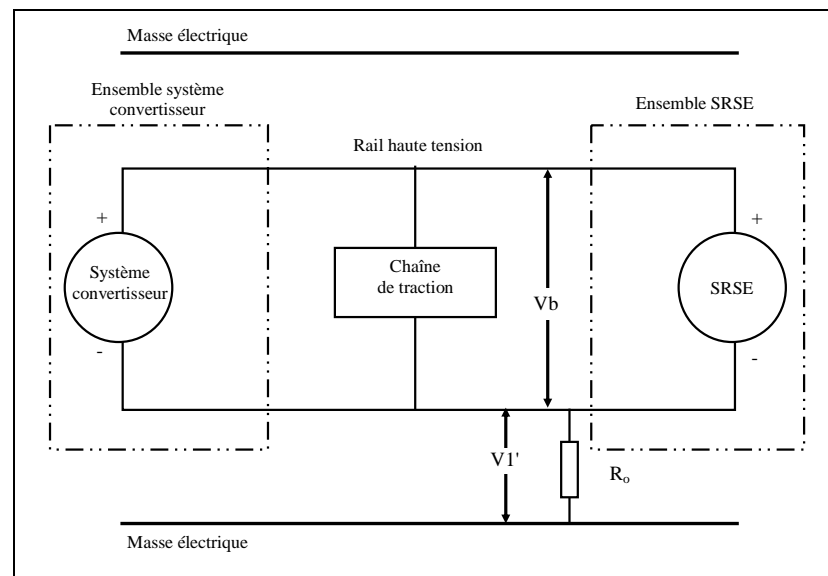 Masse électrique
Ensemble système
convertisseur
Ensemble SRSE
Rail haute tension
+
+
Système
convertisseur
Chaîne
de traction
Vb
SRSE
-
-
V1'
Ro
Masse électrique